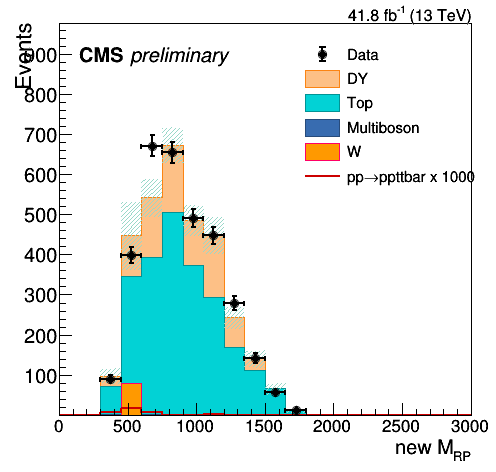 41.8 fb-1 (13 TeV)
Events
CMS preliminary
Data
DY
Top
Multiboson
W
pp→ppttbar x 1000
900
800
700
600
500
400
300
200
100
0 500 1000 1500 2000 2500 3000
new MRP